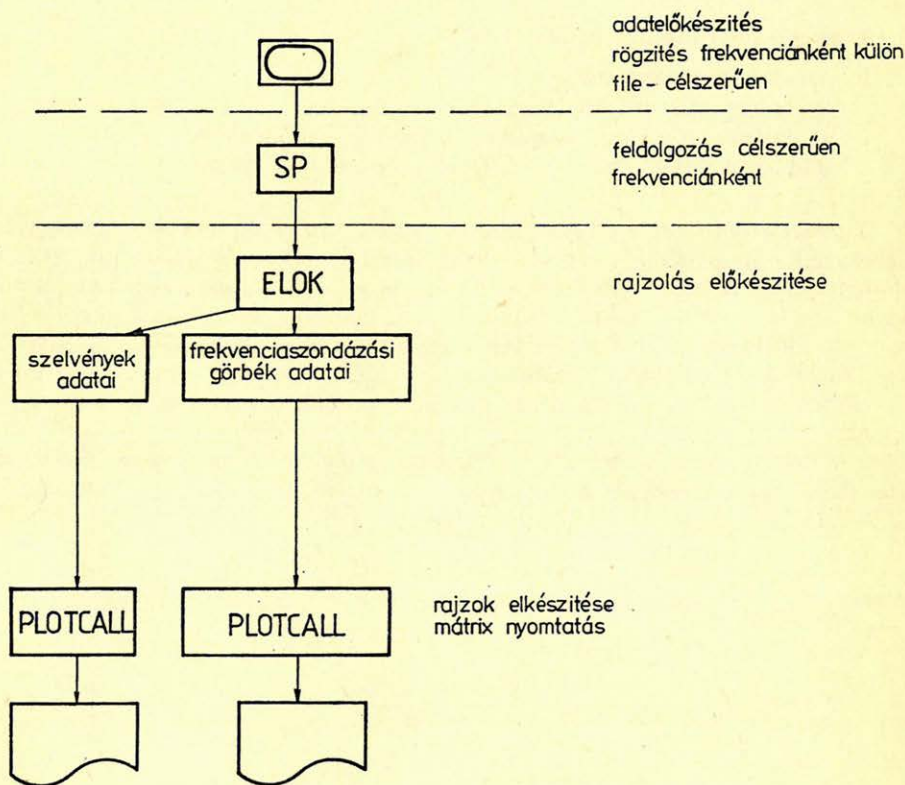 adatelőkészités
rögzités frekvenciánként külön
file - célszerűen
SP
feldolgozás célszerűen
frekvenciánként
ELOK
rajzolás előkészitése
szelvények
adatai
frekvenciaszondázási
görbék adatai
PLOTCALL
PLOTCALL
rajzok elkészitése
mátrix nyomtatás